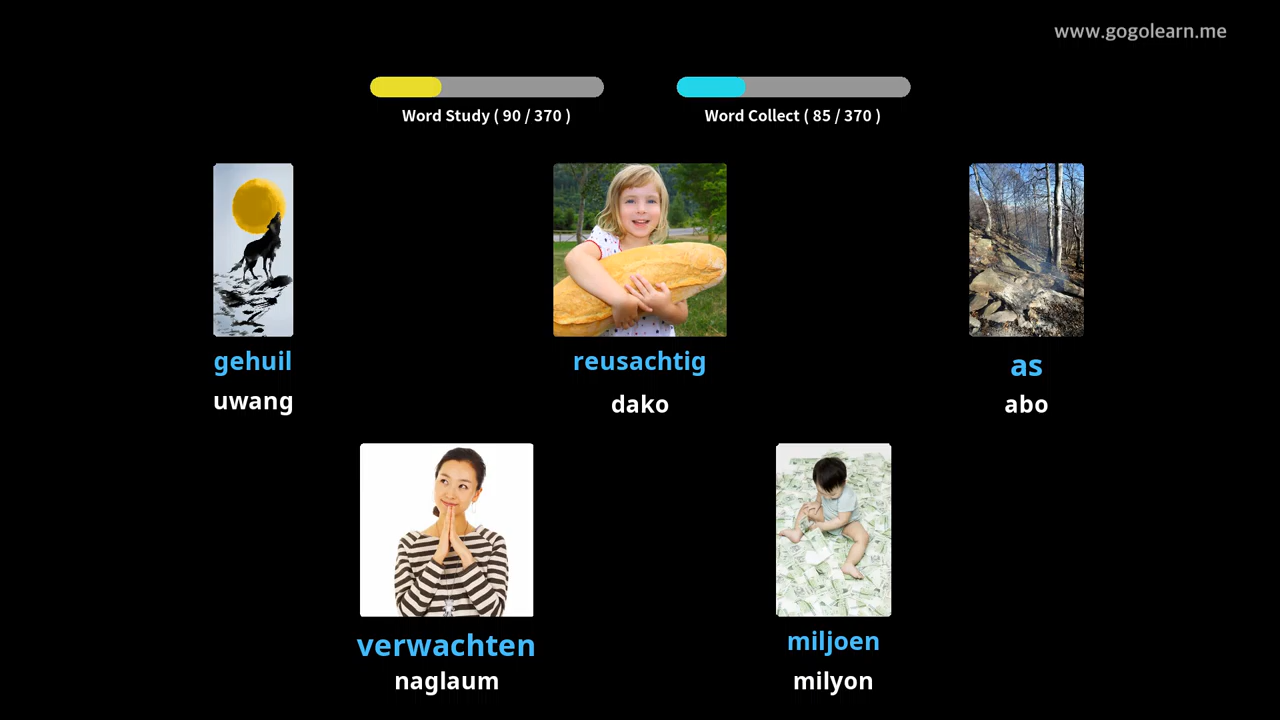 www.gogolearn.me
Word Study ( 90 / 370 )
Word Collect ( 85 / 370 )
gehuil
uwang
reusachtig
dako
as
abo
verwachten
naglaum
miljoen
milyon